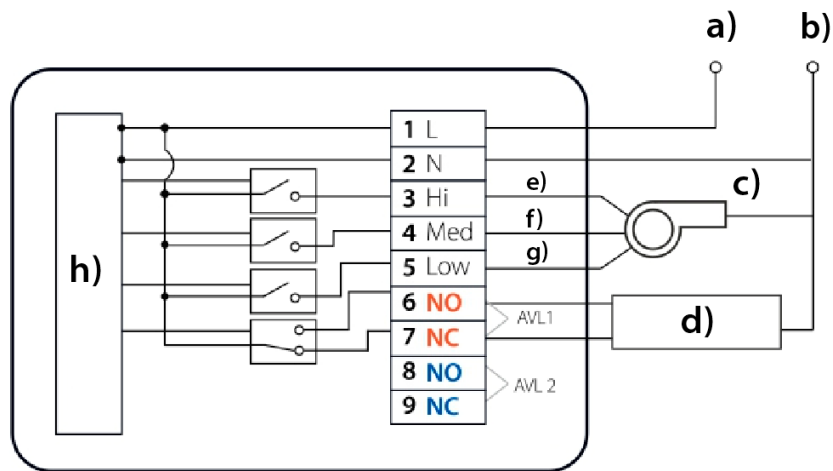 a)
b)
1 L
2 N
3 Hi
4 Med
5 Low
6 NO
7 NC
8 NO
9 NC
e)
f)
g)
c)
h)
d)
AVL1
AVL 2